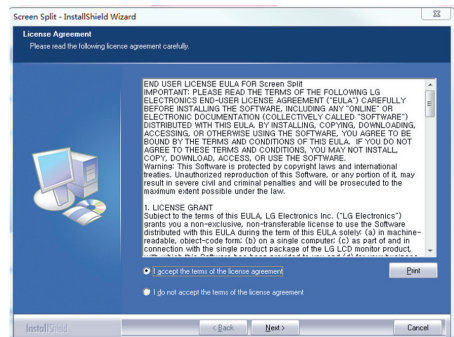 Screen Split - InstallShield Wizard
License Agreement
Please read the following license agreement carefully.
END USER LICENSE EULA FOR Screen Split
IMPORTANT: PLEASE READ THE TERMS OF THE FOLLOWING LG
ELECTRONICS END-USER LICENSE AGREEMENT ("EULA") CAREFULLY
BEFORE INSTALLING THE SOFTWARE, INCLUDING ANY "ONLINE" OR
ELECTRONIC DOCUMENTATION (COLLECTIVELY CALLED "SOFTWARE")
DISTRIBUTED WITH THIS EULA. BY INSTALLING, COPYING, DOWNLOADING,
ACCESSING, OR OTHERWISE USING THE SOFTWARE, YOU AGREE TO BE
BOUND BY THE TERMS AND CONDITIONS OF THIS EULA. IF YOU DO NOT
AGREE TO THESE TERMS AND CONDITIONS, YOU MAY NOT INSTALL,
COPY, DOWNLOAD, ACCESS, OR USE THE SOFTWARE.
Warning: This Software is protected by copyright laws and international
treaties. Unauthorized reproduction of this Software, or any portion of it, may
result in severe civil and criminal penalties and will be prosecuted to the
maximum extent possible under the law.
1. LICENSE GRANT
Subject to the terms of this EULA, LG Electronics Inc. ("LG Electronics")
grants you a non-exclusive, non-transferable license to use the Software
distributed with this EULA during the term of this EULA solely: (a) in machine-
readable, object-code form; (b) on a single computer; (c) as part of and in
connection with the single product package of the LG LCD monitor product,
I accept the terms of the license agreement
Print
I do not accept the terms of the license agreement
InstallShield
< Back
Next >
Cancel